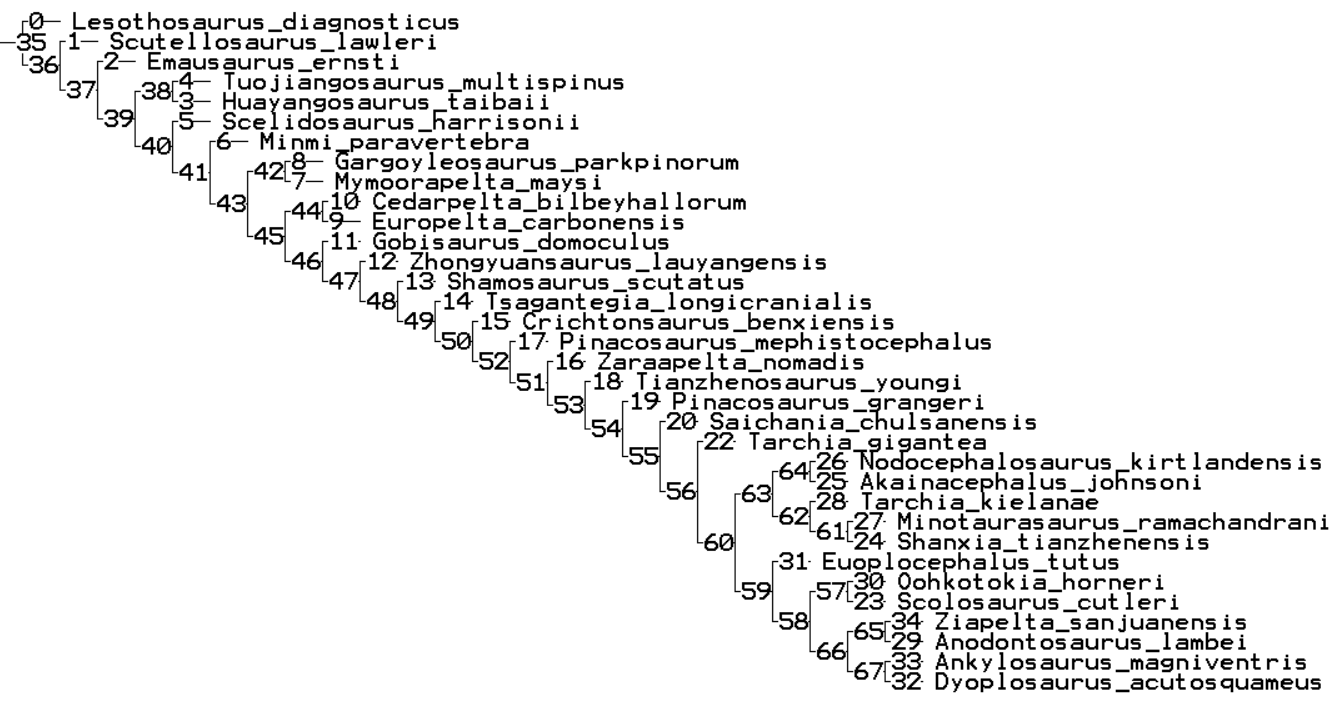 0 Lesothosaurus_diagnosticus
35
1 Scutellosaurus_lawleri
36
2 Emausaurus_ernsti
37
38 4 Tuojiangosaurus_multispinus
3 Huayangosaurus_taibaii
39
5 Scelidosaurus_harrisonii
40
6 Minmi_paravertebra
41
42 8 Gargoyleosaurus_parkpinorum
7 Mymoorapelta_maysi
43
44 10 Cedarpelta_bilbeyhallorum
9 Europelta_carbonensis
45
11 Gobisaurus_domoculus
46
12 Zhongyuansaurus_lauyangensis
47
13 Shamosaurus_scutatus
48
14 Tsagantegia_longicranialis
49
15 Crichtonsaurus_benxiensis
50
17 Pinacosaurus_mephistocephalus
52
16 Zaraapelta_nomadis
51
18 Tianzhenosaurus_youngi
53
19 Pinacosaurus_grangeri
54
20 Saichania_chulsanensis
55
22 Tarchia_gigantea
56
64 26 Nodocephalosaurus_kirtlandensis
25 Akainacephalus_johnsoni
63
28 Tarchia_kielanae
62
61 27 Minotaurasaurus_ramachandrani
24 Shanxia_tianzhenensis
60
31 Euoplocephalus_tutus
59
57 30 Oohkotokia_horneri
23 Scolosaurus_cutleri
58
65 34 Ziapelta_sanjuanensis
29 Anodontosaurus_lambei
66
67 33 Ankylosaurus_magniventris
32 Dyoplosaurus_acutosquameus